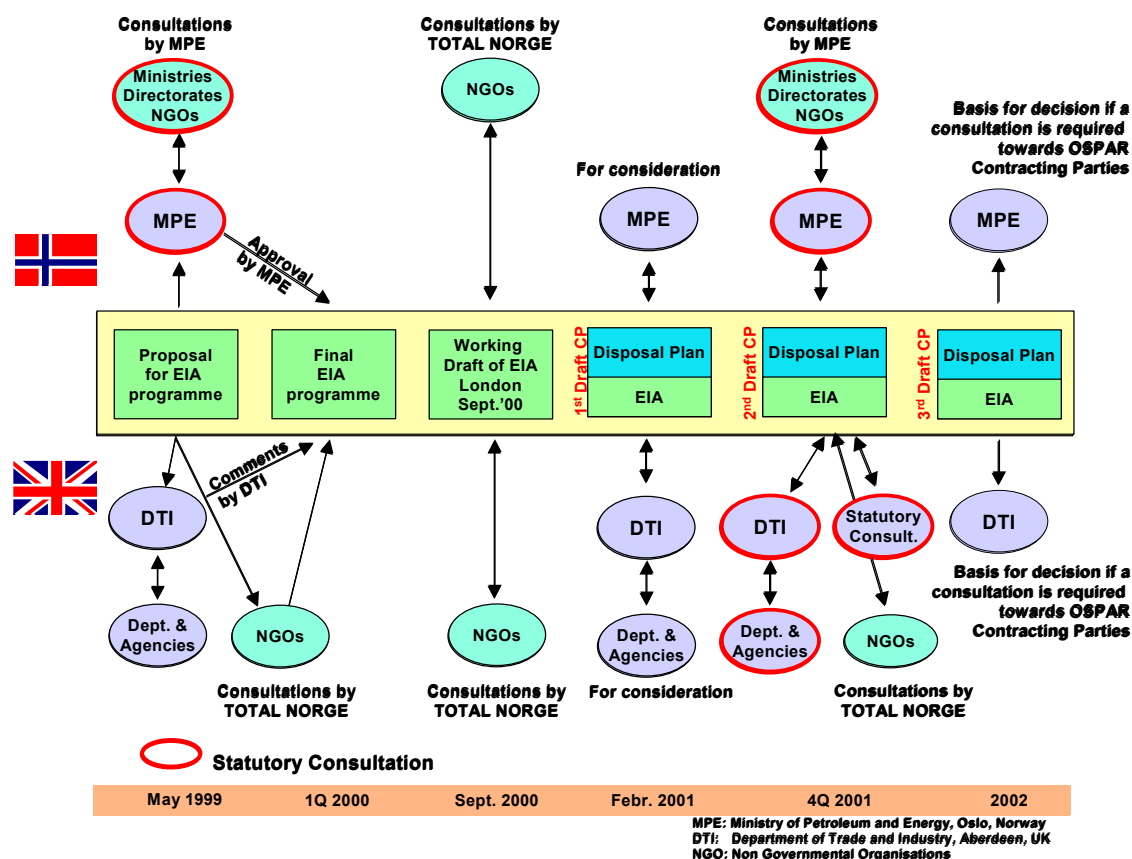 Consultations
by MPE
Ministries
Directorates
NGOs
MPE
Approval
by MPE
Consultations by
TOTAL NORGE
NGOs
For consideration
MPE
Consultations
by MPE
Ministries
Directorates
NGOs
MPE
Basis for decision if a
consultation is required
towards OSPAR
Contracting Parties
MPE
Proposal
for EIA
programme
Final
EIA
programme
Working
Draft of EIA
London
Sept.'00
1st Draft CP
Disposal Plan
EIA
2nd Draft CP
Disposal Plan
EIA
3rd Draft CP
Disposal Plan
EIA
Comments
by DTI
DTI
Dept. &
Agencies
NGOs
Consultations by
TOTAL NORGE
NGOs
Consultations by
TOTAL NORGE
DTI
Dept. &
Agencies
For consideration
DTI
Dept. &
Agencies
Statutory
Consult.
NGOs
Consultations by
TOTAL NORGE
DTI
Basis for decision if a
consultation is required
towards OSPAR
Contracting Parties
Statutory Consultation
May 1999
1Q 2000
Sept. 2000
Febr. 2001
4Q 2001
2002
MPE: Ministry of Petroleum and Energy, Oslo, Norway
DTI: Department of Trade and Industry, Aberdeen, UK
NGO: Non Governmental Organisations